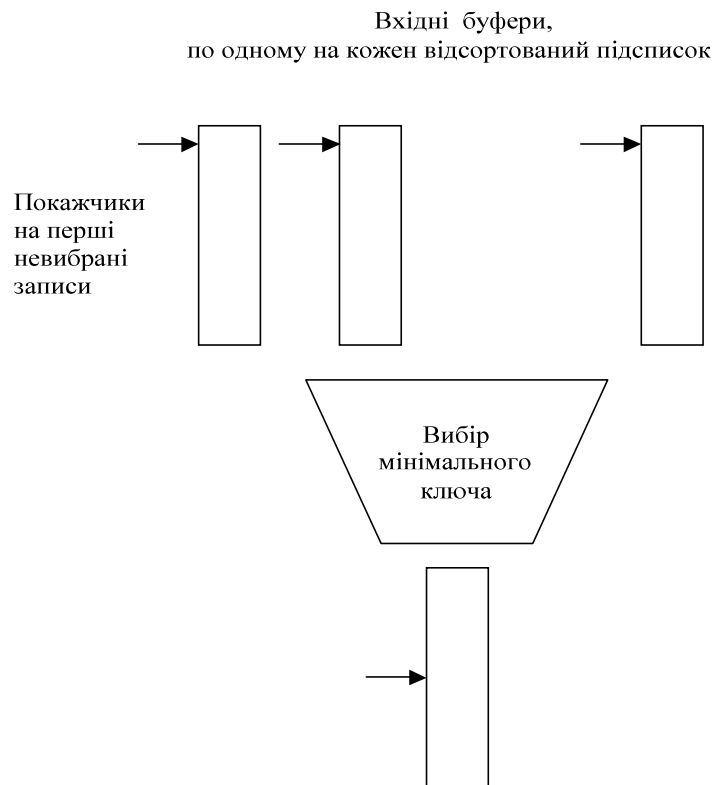 Вхідні буфери,
по одному на кожен відсортований підсписок
Покажчики
на перші
невибрані
записи
Вибір
мінімального
ключа